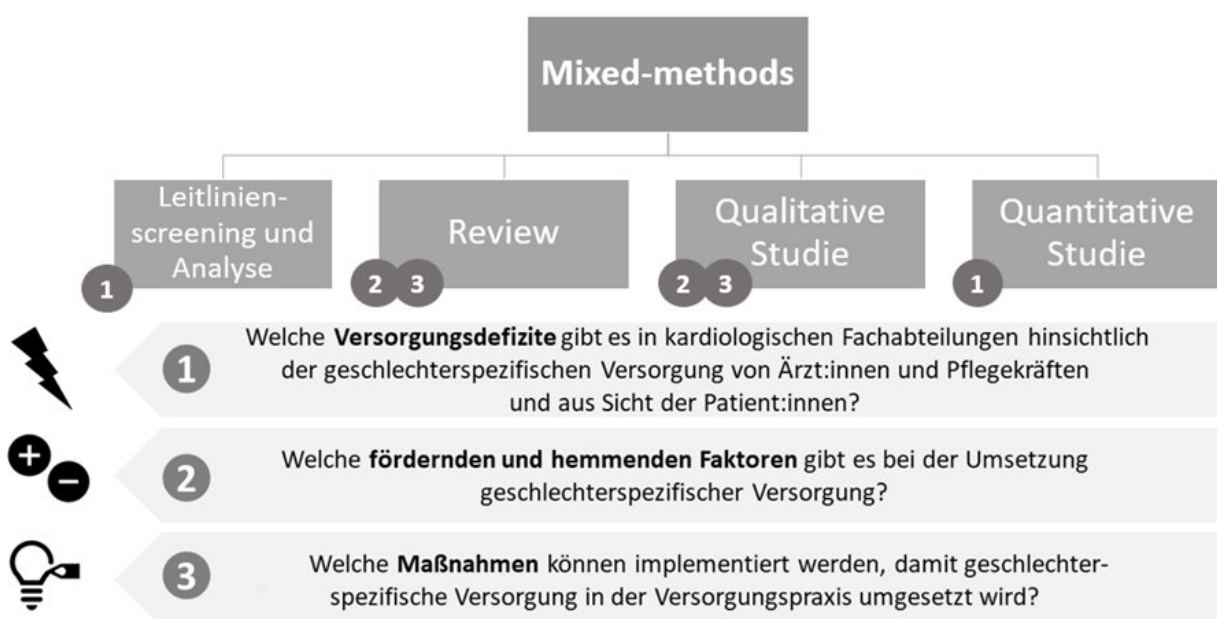 Mixed-methods
Leitlinien-
screening und
Analyse
1
Review
2 3
Qualitative
Studie
2 3
Quantitative
Studie
1
1
Welche Versorgungsdefizite gibt es in kardiologischen Fachabteilungen hinsichtlich
der geschlechterspezifischen Versorgung von Ärzt:innen und Pflegekräften
und aus Sicht der Patient:innen?
2
Welche fördernden und hemmenden Faktoren gibt es bei der Umsetzung
geschlechterspezifischer Versorgung?
3
Welche Maßnahmen können implementiert werden, damit geschlechter-
spezifische Versorgung in der Versorgungspraxis umgesetzt wird?